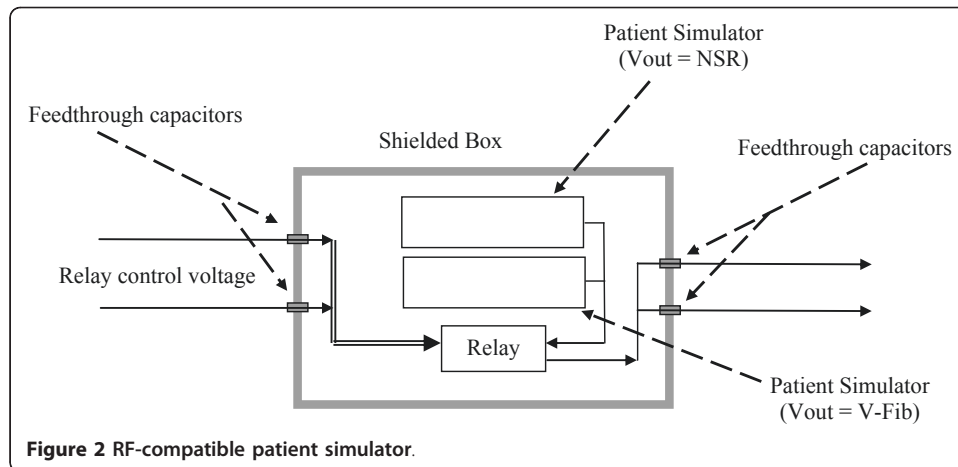 Patient Simulator
(Vout = NSR)
Feedthrough capacitors
Shielded Box
Feedthrough capacitors
Relay control voltage
Relay
Patient Simulator
(Vout = V-Fib)
Figure 2 RF-compatible patient simulator.